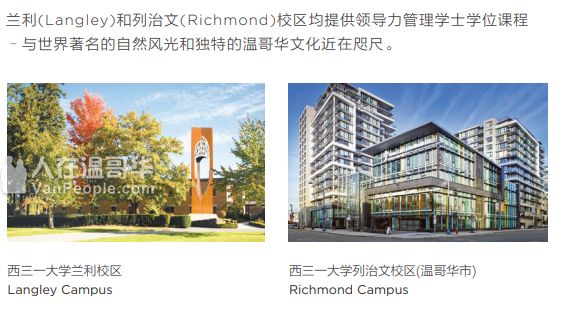 兰利(Langley)和列治文(Richmond)校区均提供领导力管理学士学位课程
–与世界著名的自然风光和独特的温哥华文化近在咫尺。
人在温哥华
VanPeople.com
西三一大学兰利校区
Langley Campus
西三一大学列治文校区(温哥华市)
Richmond Campus